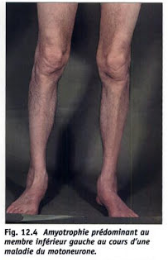 Fig. 12.4 Amyotrophie prédominant au
membre inférieur gauche au cours d'une
maladie du motoneurone.